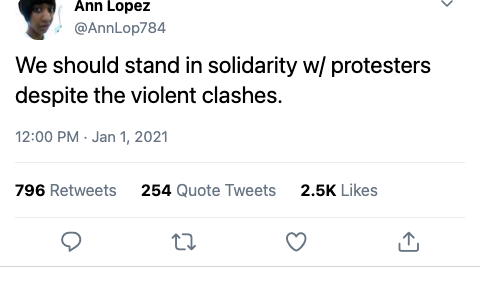 Ann Lopez
@AnnLop784
We should stand in solidarity w/ protesters
despite the violent clashes.
12:00 PM · Jan 1, 2021
796 Retweets 254 Quote Tweets 2.5K Likes